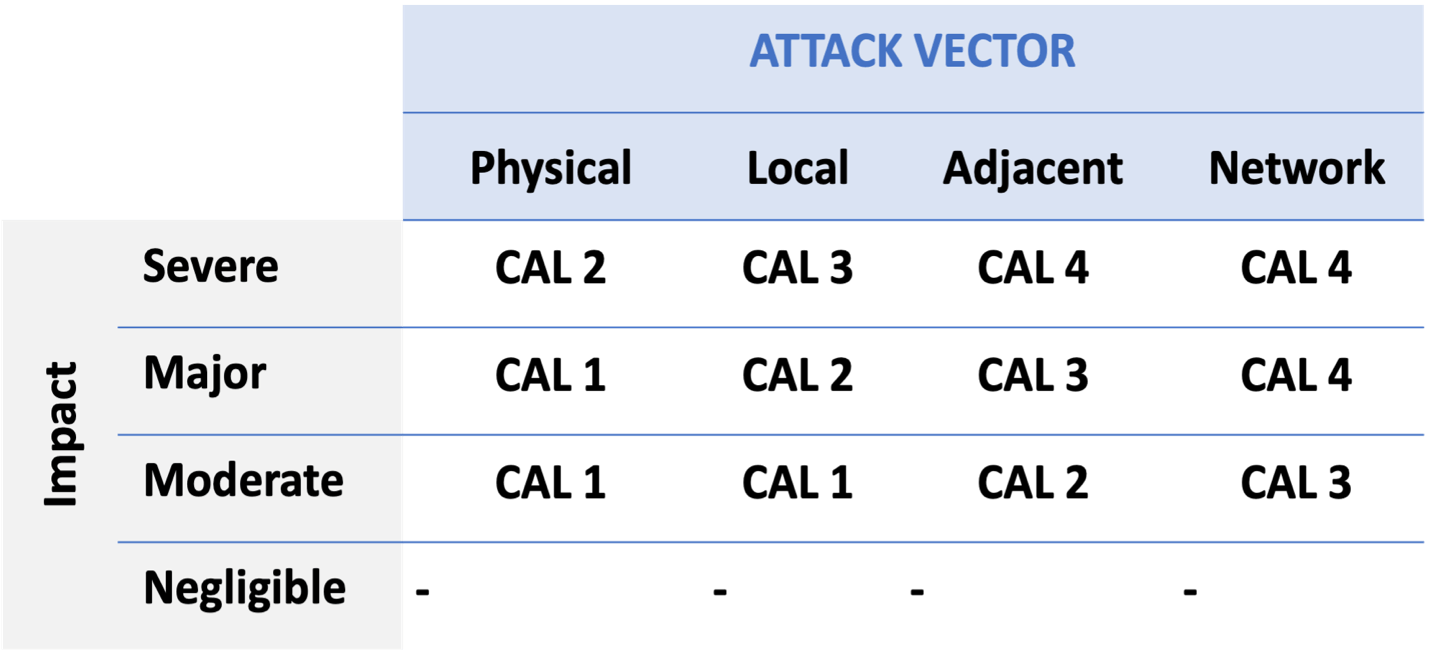 ATTACK VECTOR
Physical Local Adjacent Network
Severe CAL 2 CAL 3 CAL 4 CAL 4
Major CAL 1 CAL 2 CAL 3 CAL 4
Moderate CAL 1 CAL 1 CAL 2 CAL 3
Negligible - - - -
Impact